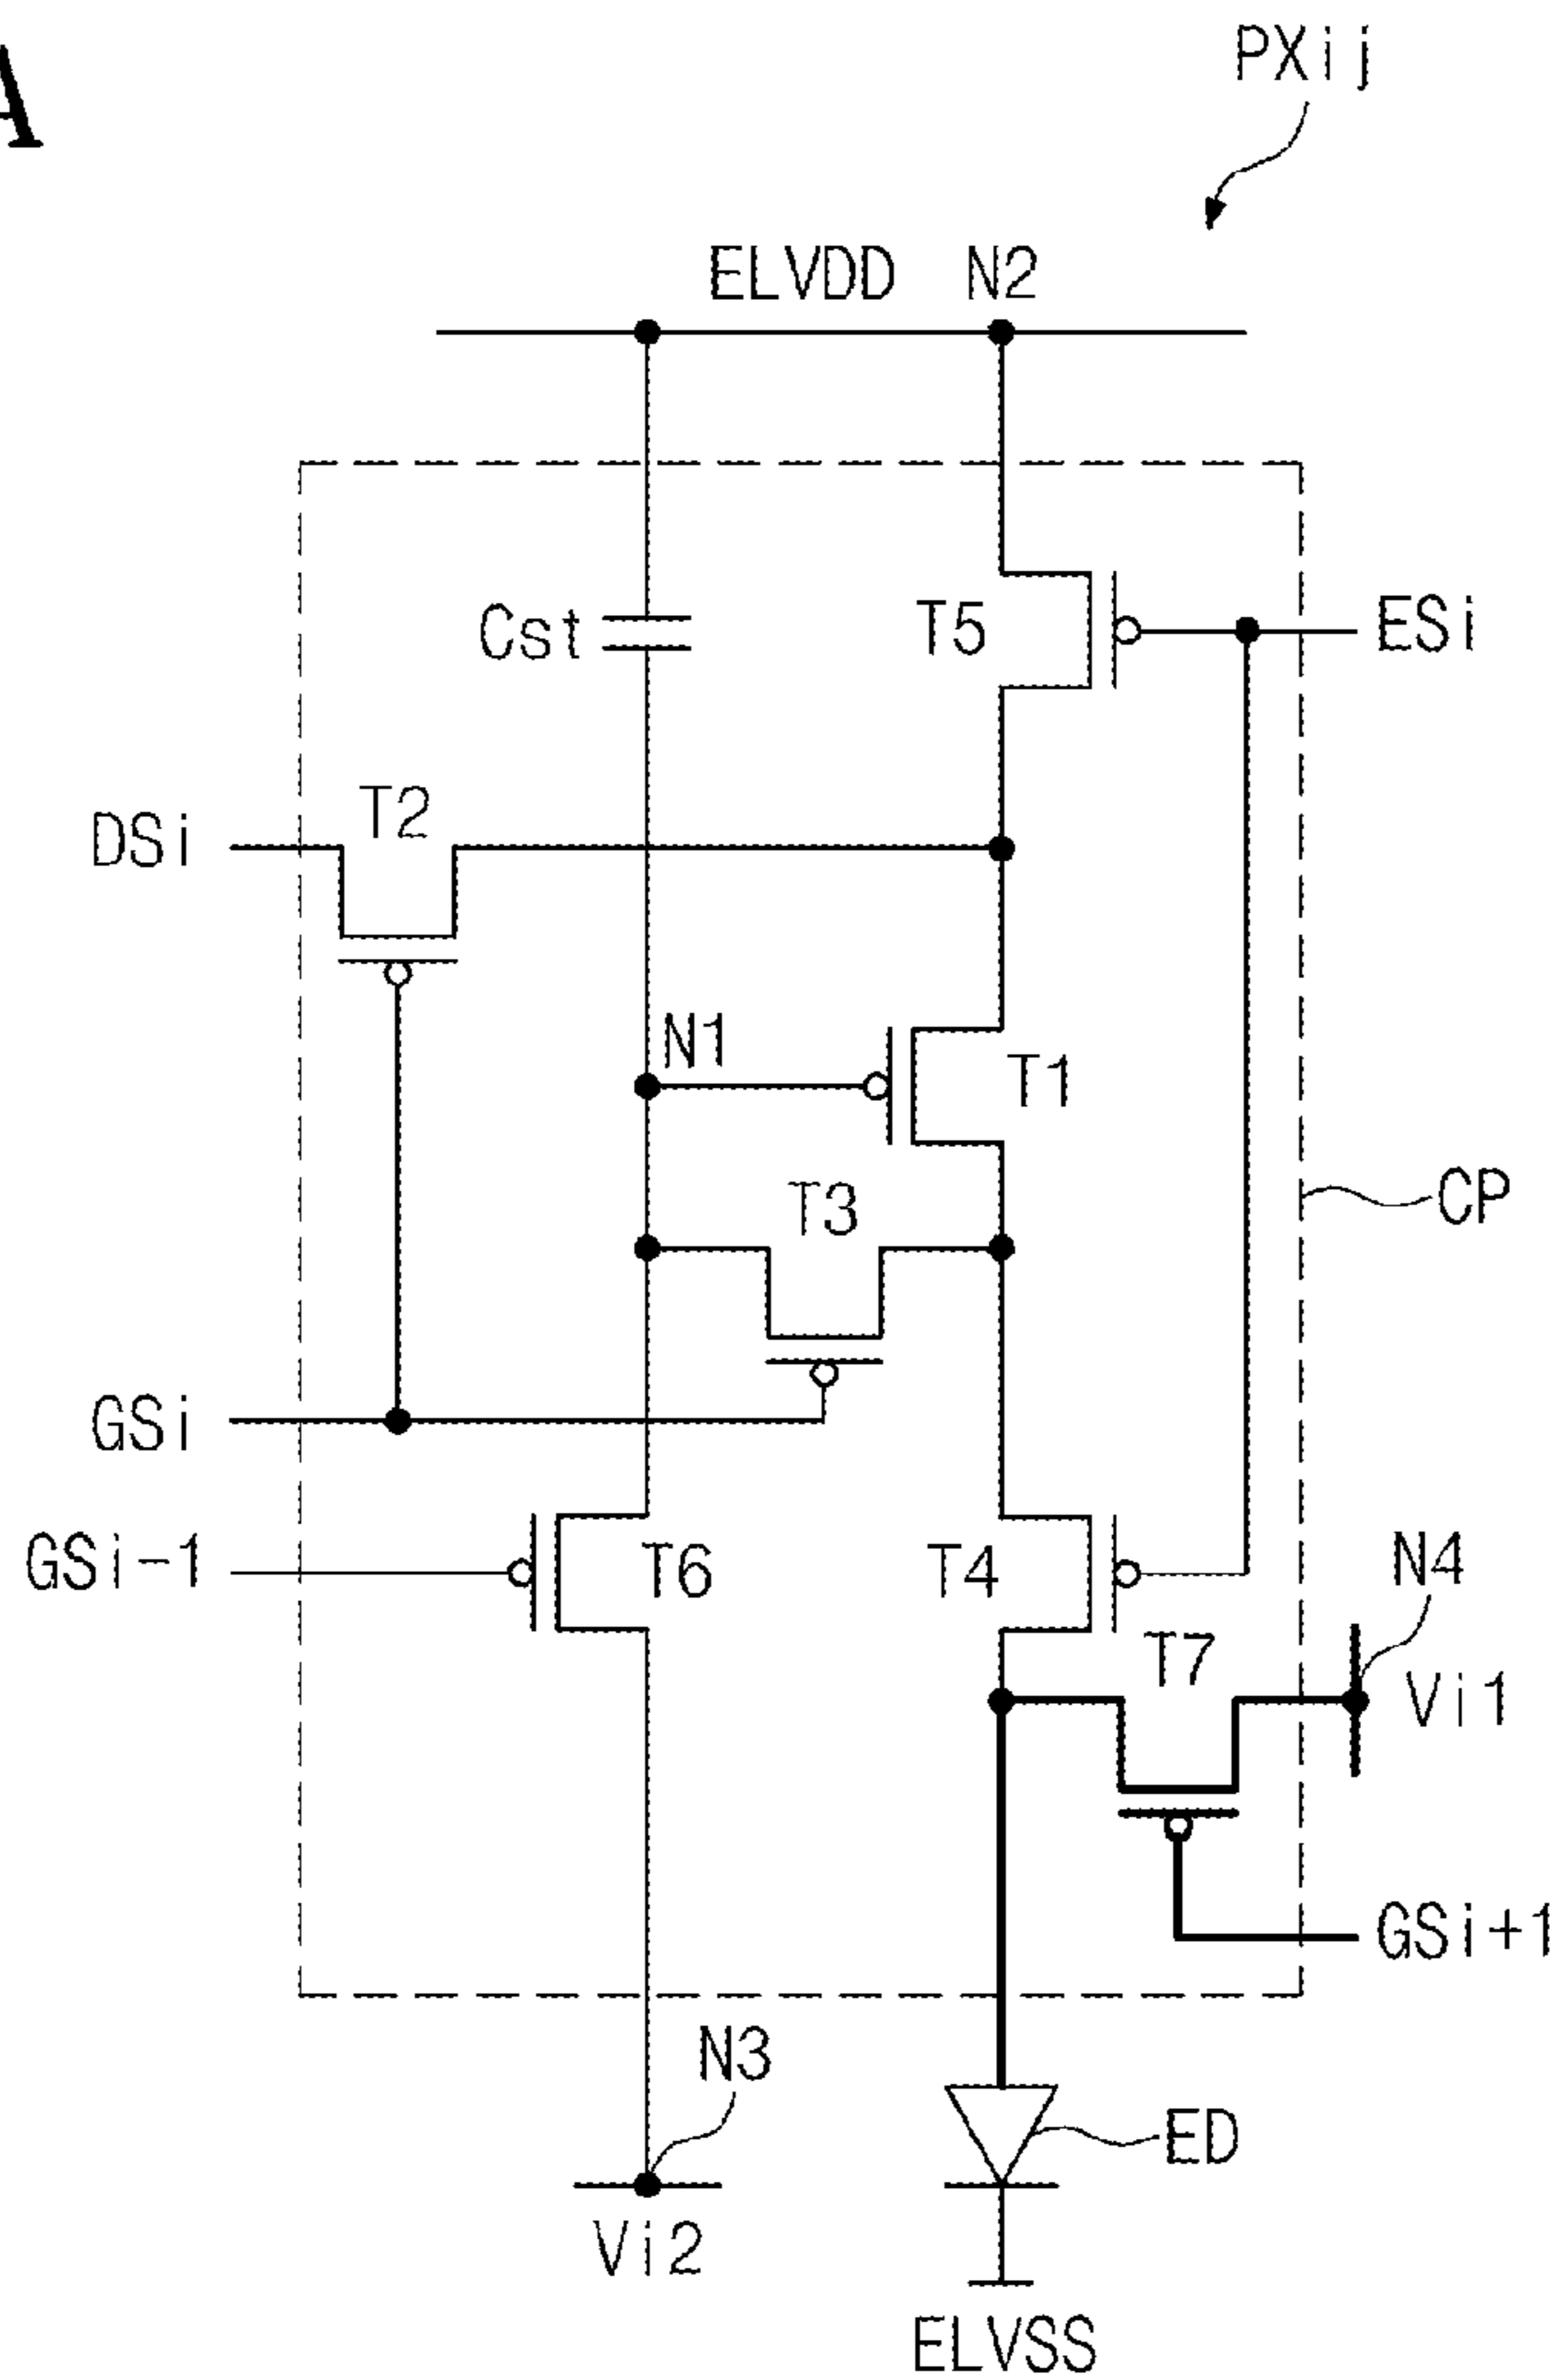 A
PXij
ELVDD N2
Cst
T5
ESi
T2
DSi
N1
T1
T3
CP
GSi
GSi-1
T6
T4
N4
T7
Vi1
GSi+1
N3
ED
Vi2
ELVSS